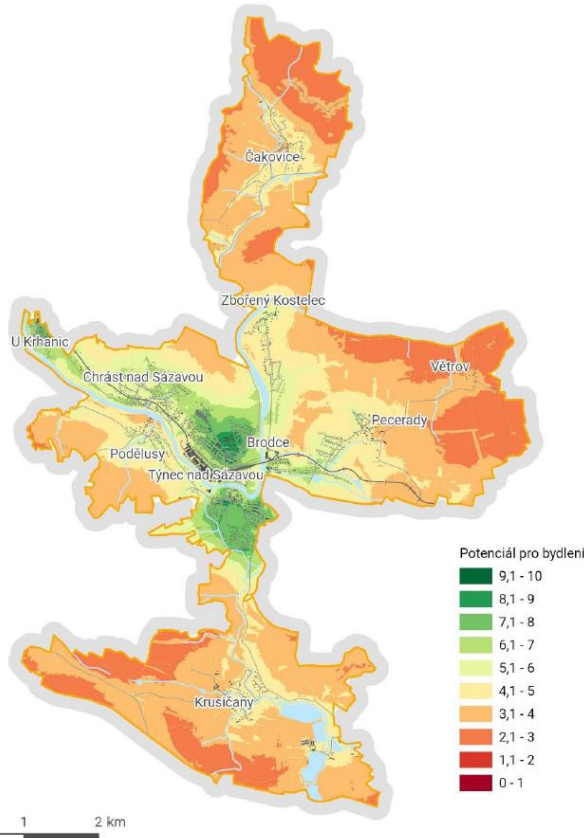 Čakovice
Zbořený Kostelec
U Krhanic
Větrov
Chrást nad Sázavou
Pecerady
Brodce
Podělusy
Týnec nad Sázavou
Krusičany
Potenciál pro bydlení
9,1 - 10
8,1 - 9
7,1 - 8
6,1 - 7
5,1 - 6
4,1 - 5
3,1 - 4
2,1 - 3
1,1 - 2
0 - 1
1 2 km